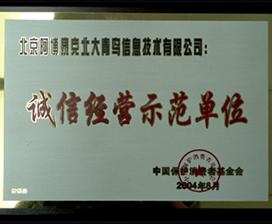 北京阿博泰克北大青鸟信息技术有限公司：
诚信经营示范单位
中国保护消费者基金会
2004年8月